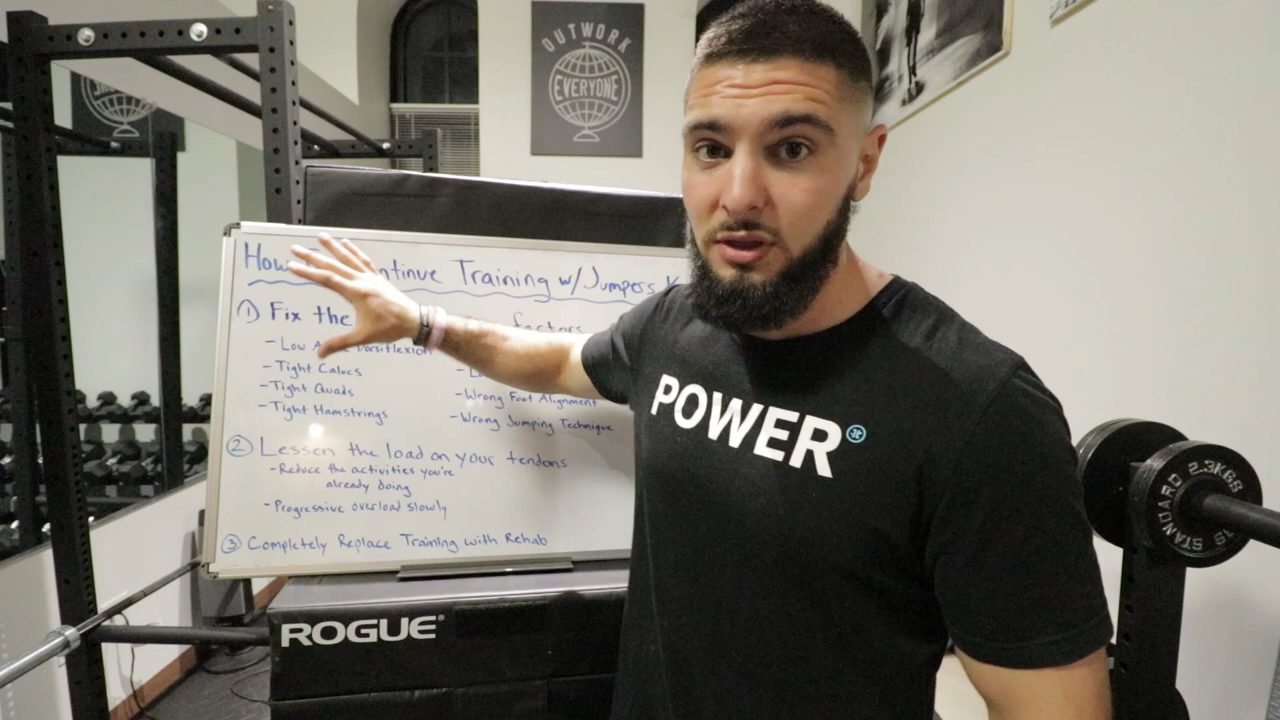 OUTWORK
EVERYONE
How ntinue Training w/Jumpers K
① Fix the factors
- Low Dorsiflexion
- Tight Calves
- Tight Quads
- Tight Hamstrings
- Wrong Foot Alignment
- Wrong Jumping Technique
② Lessen the load on your tendons
- Reduce the activities you're
already doing
- Progressive overload slowly
③ Completely Replace Training with Rehab
ROGUE®
POWER
STANDARD 2.3KGS